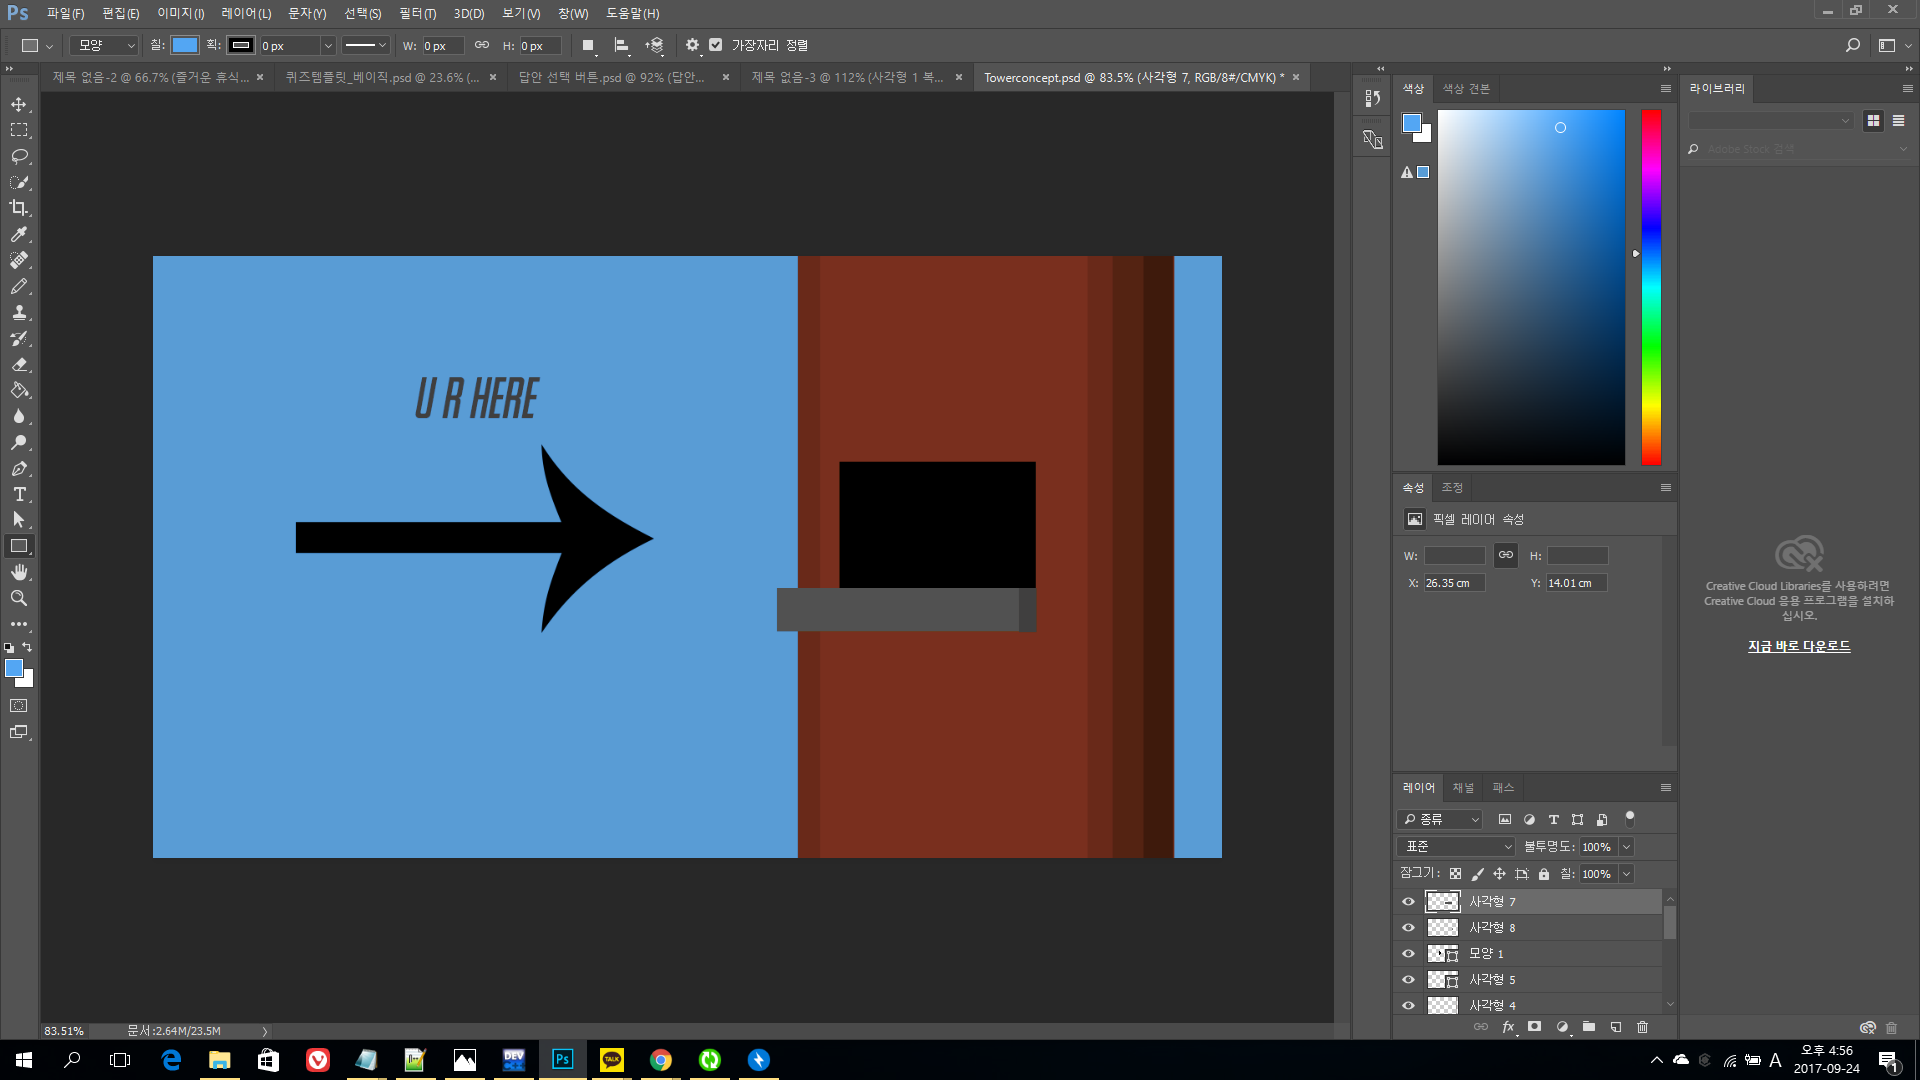 Ps 파일(F) 편집(E) 이미지(I) 레이어(L) 문자(Y) 선택(S) 필터(T) 3D(D) 보기(V) 창(W) 도움말(H)
모양 칠: 획: 0 px W: 0 px H: 0 px 가장자리 정렬
제목 없음-2 @ 66.7% (즐거운 휴식... × 퀴즈템플릿_베이직.psd @ 23.6% (... × 답안 선택 버튼.psd @ 92% (답안... × 제목 없음-3 @ 112% (사각형 1 복... × Towerconcept.psd @ 83.5% (사각형 7, RGB/8#/CMYK) * ×
색상 색상 견본
라이브러리
Adobe Stock 검색
U R HERE
속성 조정
픽셀 레이어 속성
W: H:
X: 26.35 cm Y: 14.01 cm
Creative Cloud Libraries를 사용하려면
Creative Cloud 응용 프로그램을 설치하
십시오.
지금 바로 다운로드
레이어 채널 패스
종류
표준 불투명도: 100%
잠그기: 칠: 100%
사각형 7
사각형 8
모양 1
사각형 5
사각형 4
fx
83.51% 문서:2.64M/23.5M
DEV
Ps
TALK
A
오후 4:56
2017-09-24
1